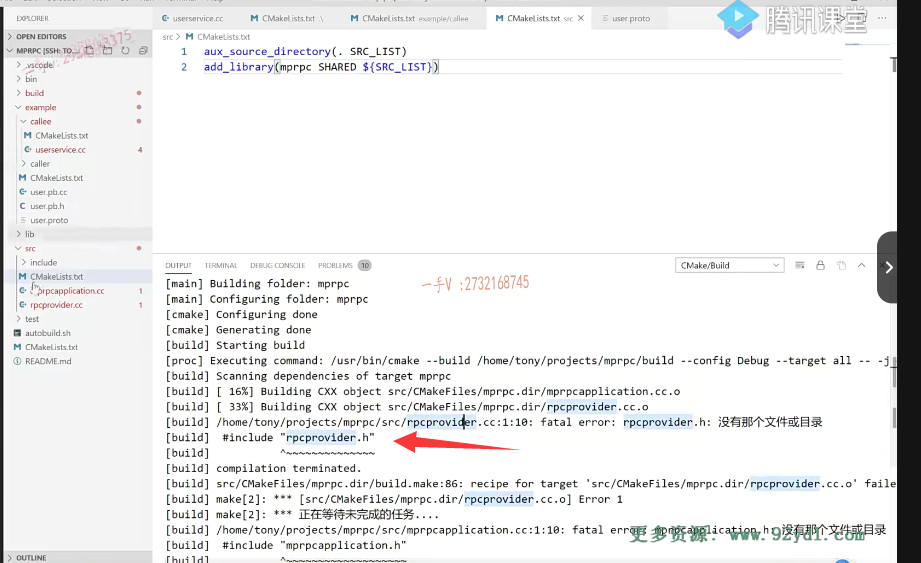 EXPLORER
userservice.cc
CMakeLists.txt .\
CMakeLists.txt example/callee
CMakeLists.txt src ×
user.proto
腾讯课堂
OPEN EDITORS
MPRPC [SSH: TO...
src > CMakeLists.txt
1 aux_source_directory(. SRC_LIST)
2 add_library(mprpc SHARED ${SRC_LIST})
.vscode
bin
build
example
callee
CMakeLists.txt
userservice.cc 4
caller
CMakeLists.txt
user.pb.cc
user.pb.h
user.proto
lib
src
include
CMakeLists.txt
prpcapplication.cc 1
rpcprovider.cc 1
test
autobuild.sh
CMakeLists.txt
README.md
OUTLINE
OUTPUT TERMINAL DEBUG CONSOLE PROBLEMS 10
CMake/Build
一手V :2732168745
[main] Building folder: mprpc
[main] Configuring folder: mprpc
[cmake] Configuring done
[cmake] Generating done
[build] Starting build
[proc] Executing command: /usr/bin/cmake --build /home/tony/projects/mprpc/build --config Debug --target all -- -j
[build] Scanning dependencies of target mprpc
[build] [ 16%] Building CXX object src/CMakeFiles/mprpc.dir/mprpcapplication.cc.o
[build] [ 33%] Building CXX object src/CMakeFiles/mprpc.dir/rpcprovider.cc.o
[build] /home/tony/projects/mprpc/src/rpcprovider.cc:1:10: fatal error: rpcprovider.h: 没有那个文件或目录
[build]  #include "rpcprovider.h"
[build]           ^~~~~~~~~~~~~~~
[build] compilation terminated.
[build] src/CMakeFiles/mprpc.dir/build.make:86: recipe for target 'src/CMakeFiles/mprpc.dir/rpcprovider.cc.o' faile
[build] make[2]: *** [src/CMakeFiles/mprpc.dir/rpcprovider.cc.o] Error 1
[build] make[2]: *** 正在等待未完成的任务....
[build] /home/tony/projects/mprpc/src/mprpcapplication.cc:1:10: fatal error: mprpcapplication.h: 没有那个文件或目录
[build]  #include "mprpcapplication.h"
[build]           ^~~~~~~~~~~~~~~~~~~~
更多资源: www.92ydl.com